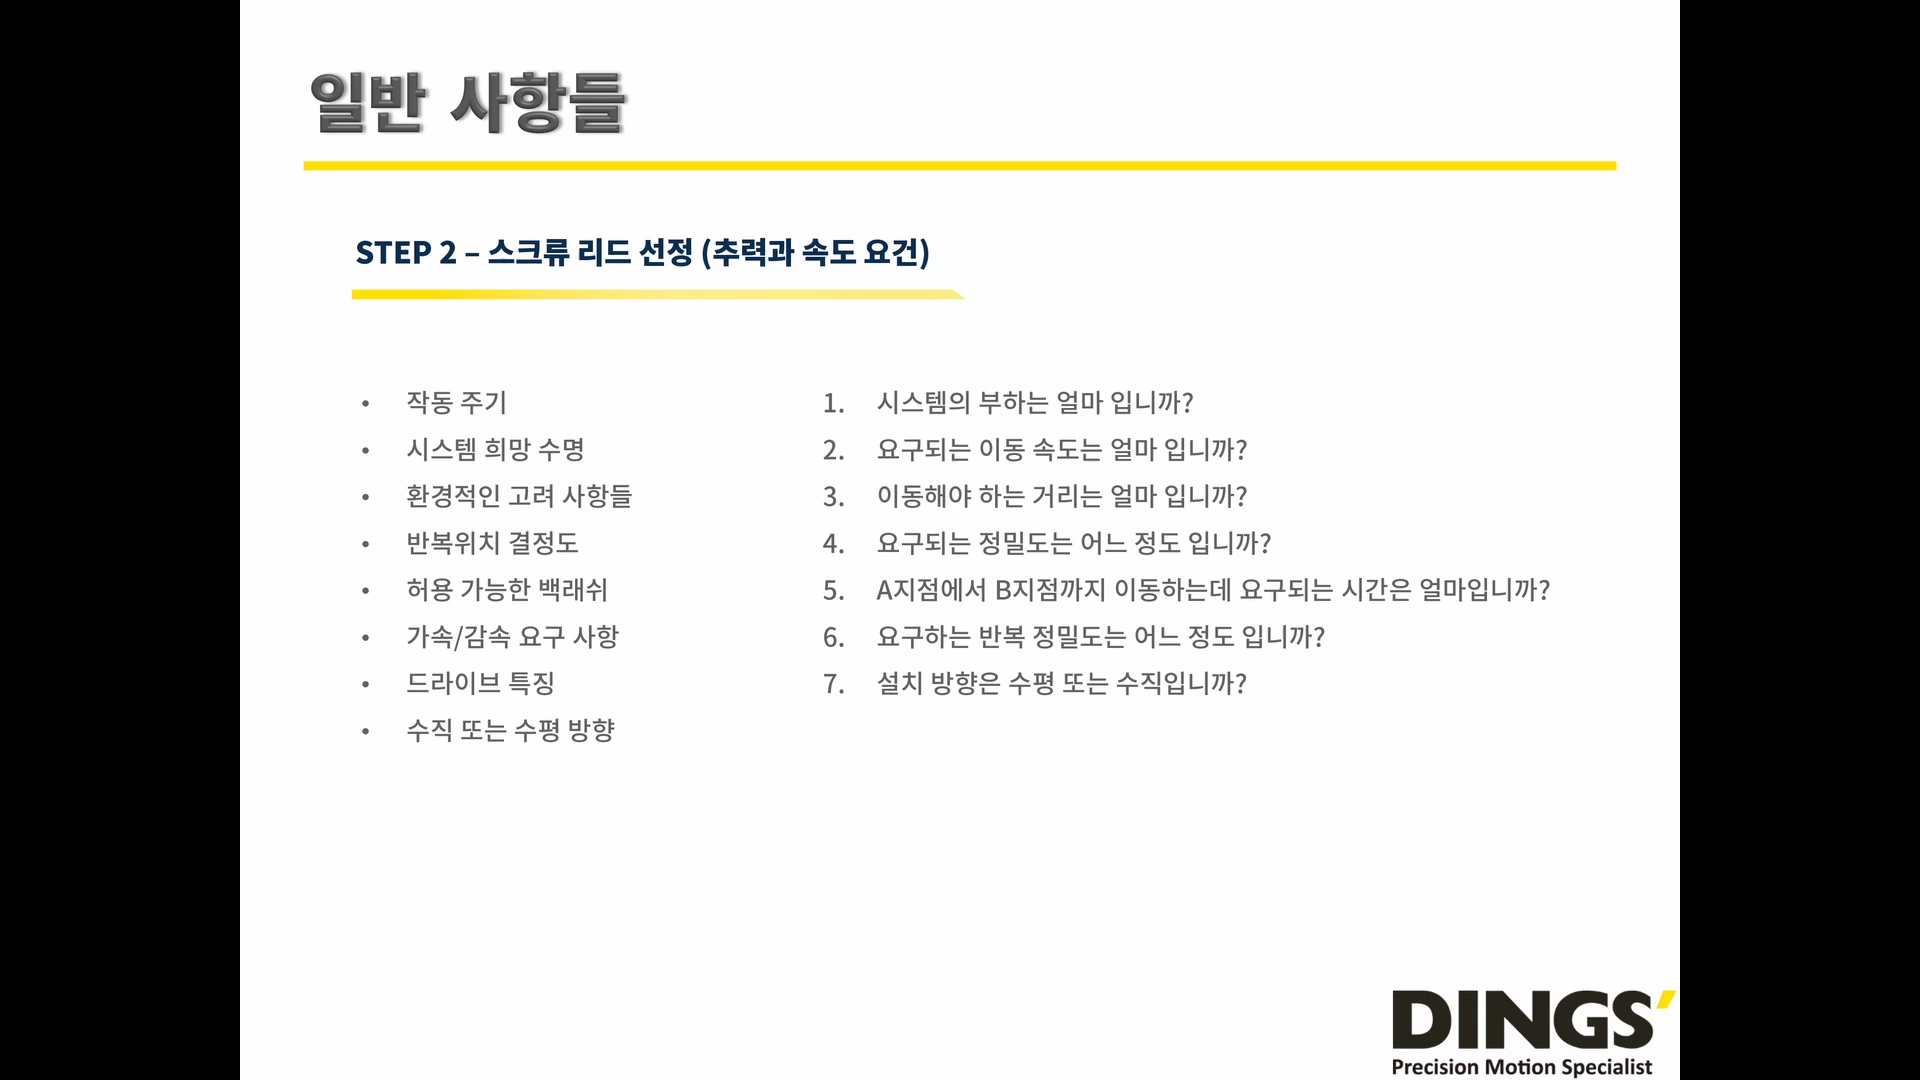 일반 사항들
STEP 2 – 스크류 리드 선정 (추력과 속도 요건)
• 작동 주기
• 시스템 희망 수명
• 환경적인 고려 사항들
• 반복위치 결정도
• 허용 가능한 백래쉬
• 가속/감속 요구 사항
• 드라이브 특징
• 수직 또는 수평 방향
1. 시스템의 부하는 얼마 입니까?
2. 요구되는 이동 속도는 얼마 입니까?
3. 이동해야 하는 거리는 얼마 입니까?
4. 요구되는 정밀도는 어느 정도 입니까?
5. A지점에서 B지점까지 이동하는데 요구되는 시간은 얼마입니까?
6. 요구하는 반복 정밀도는 어느 정도 입니까?
7. 설치 방향은 수평 또는 수직입니까?
DINGS'
Precision Motion Specialist